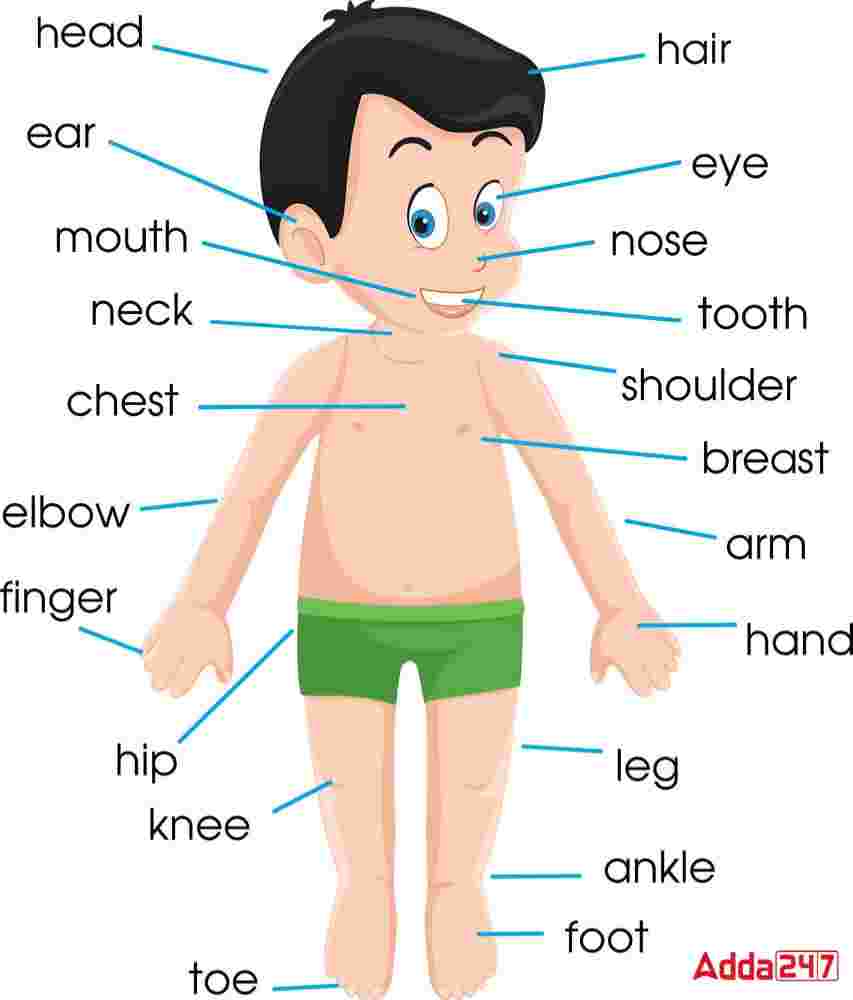 head
hair
ear
eye
mouth
nose
neck
tooth
chest
shoulder
breast
elbow
arm
finger
hand
hip
leg
knee
ankle
foot
toe
Adda247